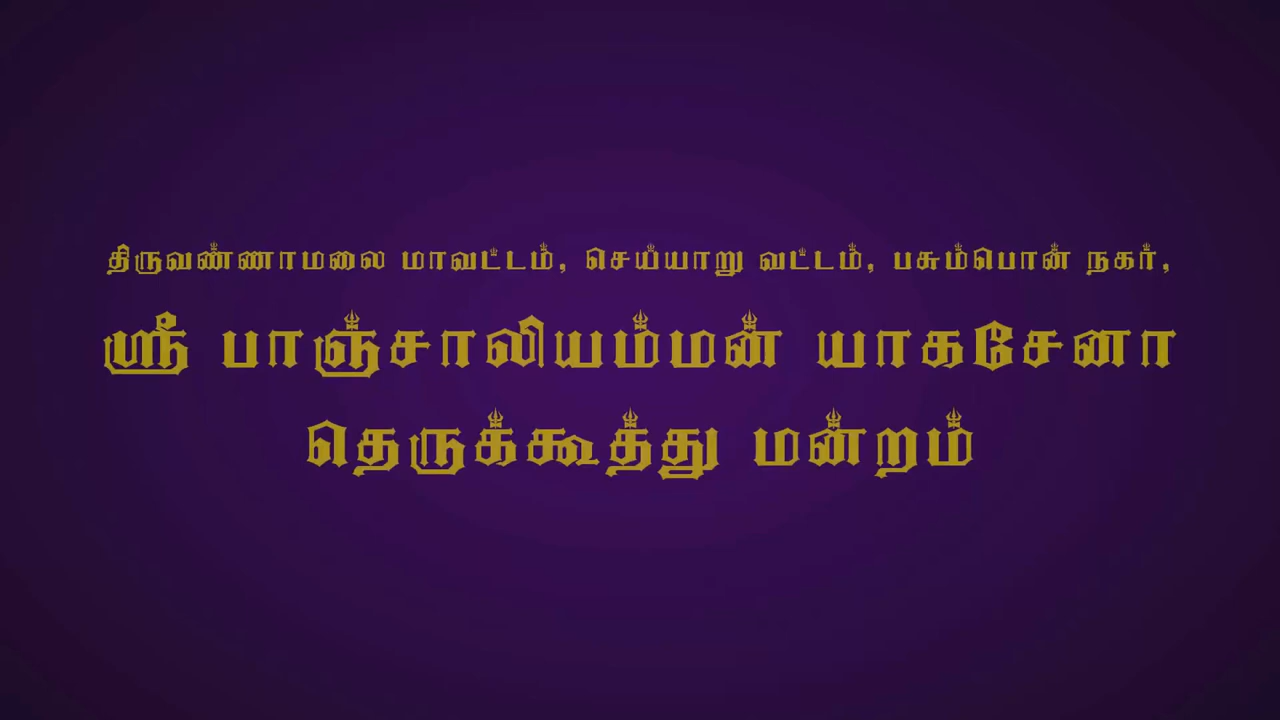 திருவண்ணாமலை மாவட்டம், செய்யாறு வட்டம், பசும்பொன் நகர்,
ஸ்ரீ பாஞ்சாலியம்மன் யாகசேனா
தெருக்கூத்து மன்றம்